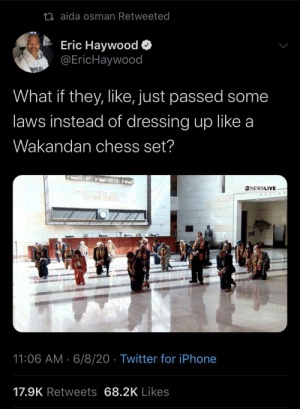 aida osman Retweeted
Eric Haywood
@EricHaywood
What if they, like, just passed some
laws instead of dressing up like a
Wakandan chess set?
NEWSLIVE
11:06 AM · 6/8/20 · Twitter for iPhone
17.9K Retweets 68.2K Likes